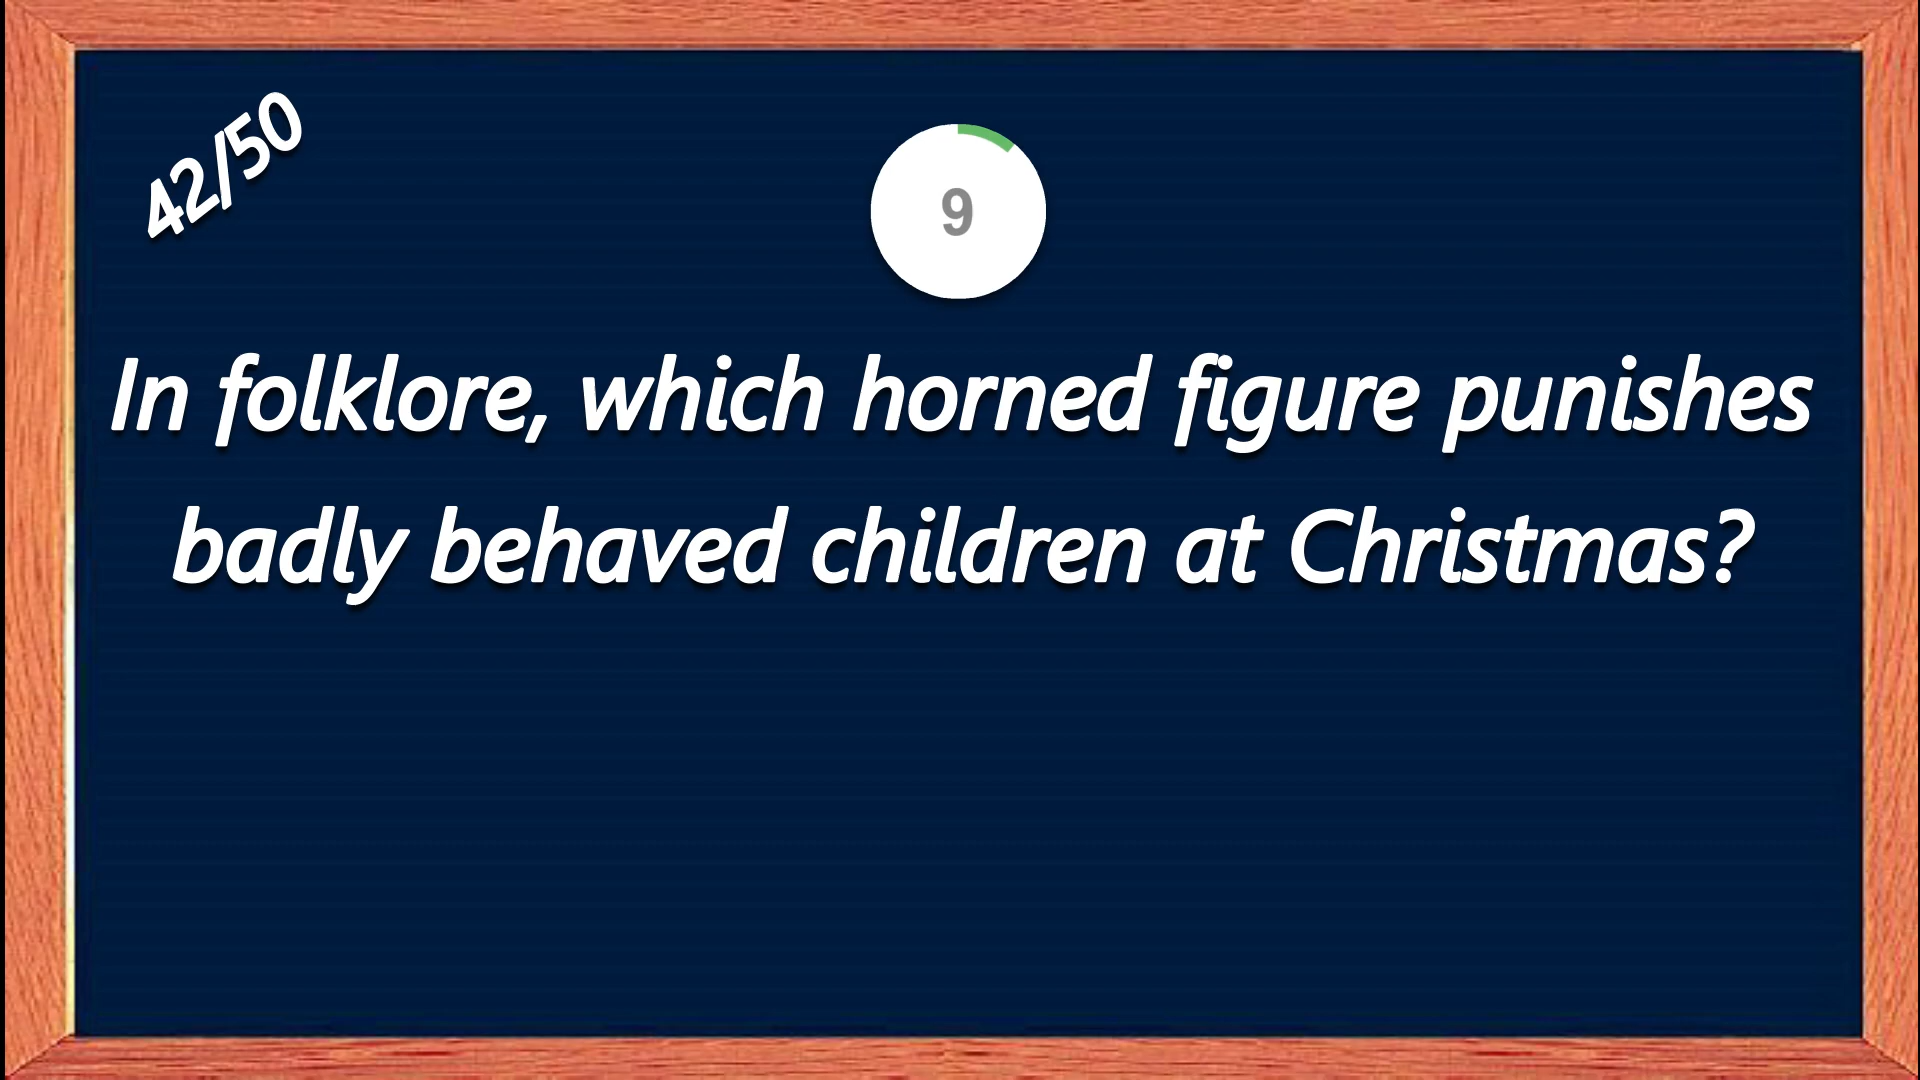 42/50
9
In folklore, which horned figure punishes
badly behaved children at Christmas?